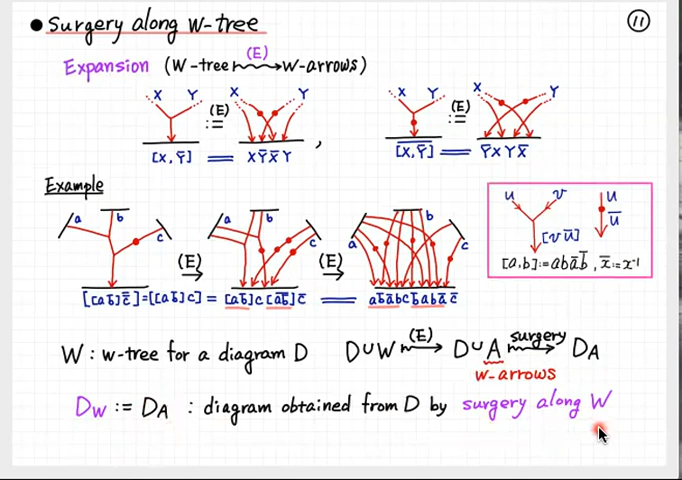 ● Surgery along w-tree
⑪
Expansion (w-tree (E)⟿ w-arrows)
X Y (E) := X Y
[X, Ȳ] = X Ȳ X̄ Y ,
X Y (E) := X Y
[X, Ȳ]‾ = Ȳ X Y X̄
Example
a b c (E)→ a b c (E)→ a b c
[[a b̄] c̄] = [[a b̄] c] = [a b̄] c [a b̄]‾ c̄ = a b̄ ā b c b̄ a b ā c̄
u v [v ū]
u ū
[a,b] := a b ā b̄ , x̄ := x⁻¹
W : w-tree for a diagram D D∪W (E)⟿ D∪A surgery⟿ D_A
w-arrows
D_W := D_A : diagram obtained from D by surgery along W